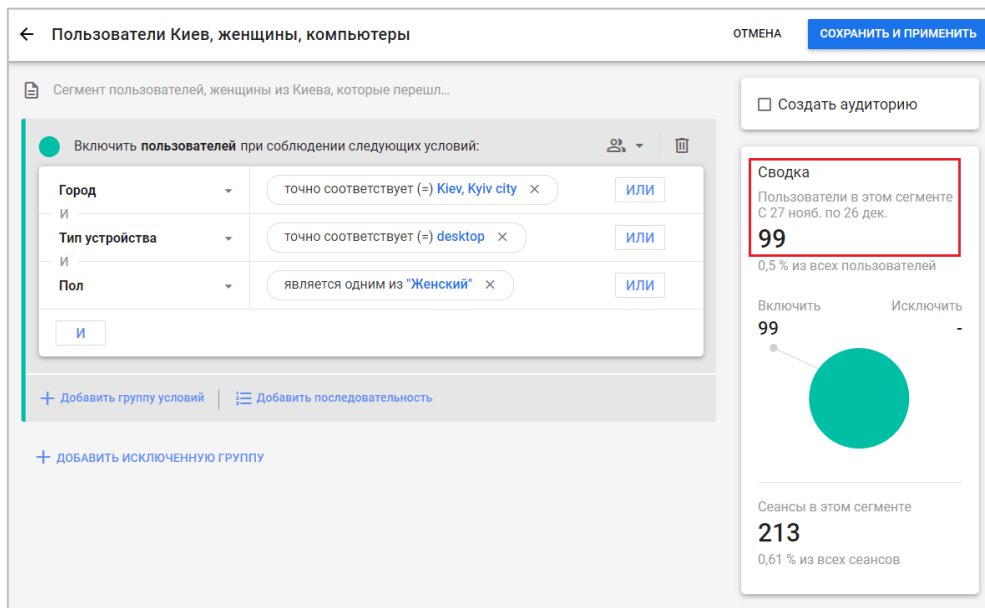 Пользователи Киев, женщины, компьютеры
ОТМЕНА
СОХРАНИТЬ И ПРИМЕНИТЬ
Сегмент пользователей, женщины из Киева, которые перешл...
Включить пользователей при соблюдении следующих условий:
Город
точно соответствует (=) Kiev, Kyiv city
ИЛИ
И
Тип устройства
точно соответствует (=) desktop
ИЛИ
И
Пол
является одним из "Женский"
ИЛИ
И
Добавить группу условий
Добавить последовательность
ДОБАВИТЬ ИСКЛЮЧЕННУЮ ГРУППУ
Создать аудиторию
Сводка
Пользователи в этом сегменте
С 27 нояб. по 26 дек.
99
0,5 % из всех пользователей
Включить
Исключить
99
-
Сеансы в этом сегменте
213
0,61 % из всех сеансов